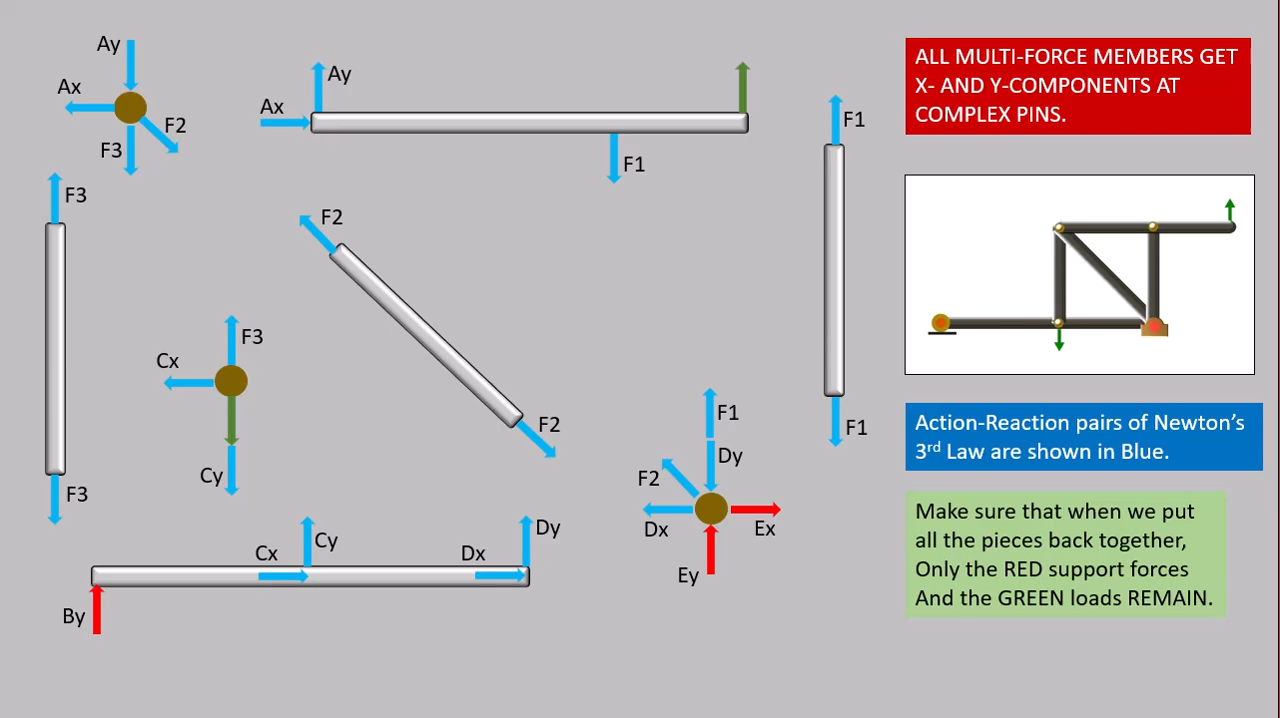 Ay
Ax
F2
F3
Ay
Ax
F1
F1
F1
F3
F3
F2
F2
F3
Cx
Cy
F1
Dy
F2
Dx
Ex
Ey
Cx
Cy
Dx
Dy
By
ALL MULTI-FORCE MEMBERS GET
X- AND Y-COMPONENTS AT
COMPLEX PINS.
Action-Reaction pairs of Newton's
3rd Law are shown in Blue.
Make sure that when we put
all the pieces back together,
Only the RED support forces
And the GREEN loads REMAIN.